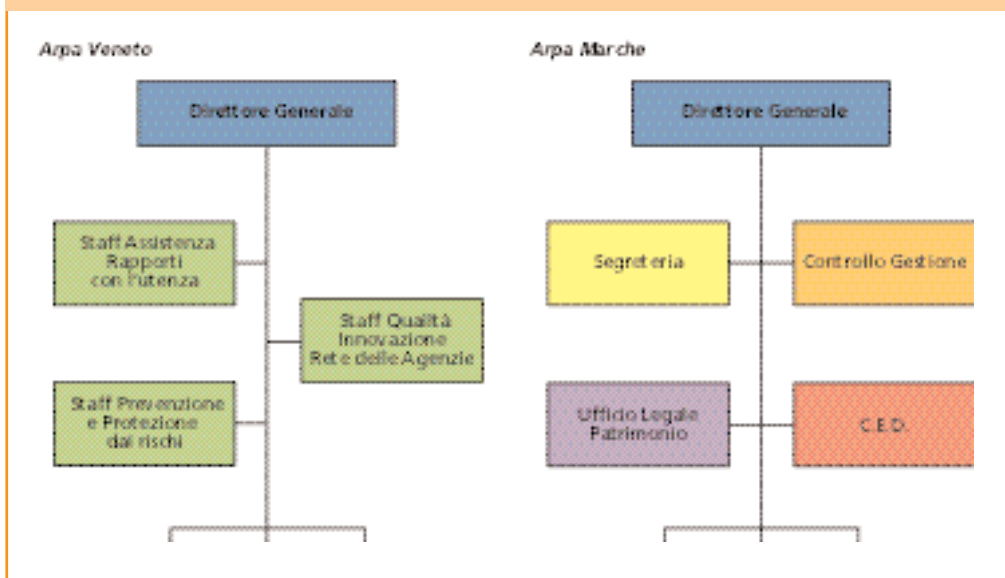 Arpa Veneto
Direttore Generale
Staff Assistenza
Rapporti
con l'utenza
Staff Qualità
Innovazione
Rete delle Agenzie
Staff Prevenzione
e Protezione
dai rischi
Arpa Marche
Direttore Generale
Segreteria
Controllo Gestione
Ufficio Legale
Patrimonio
C.E.D.